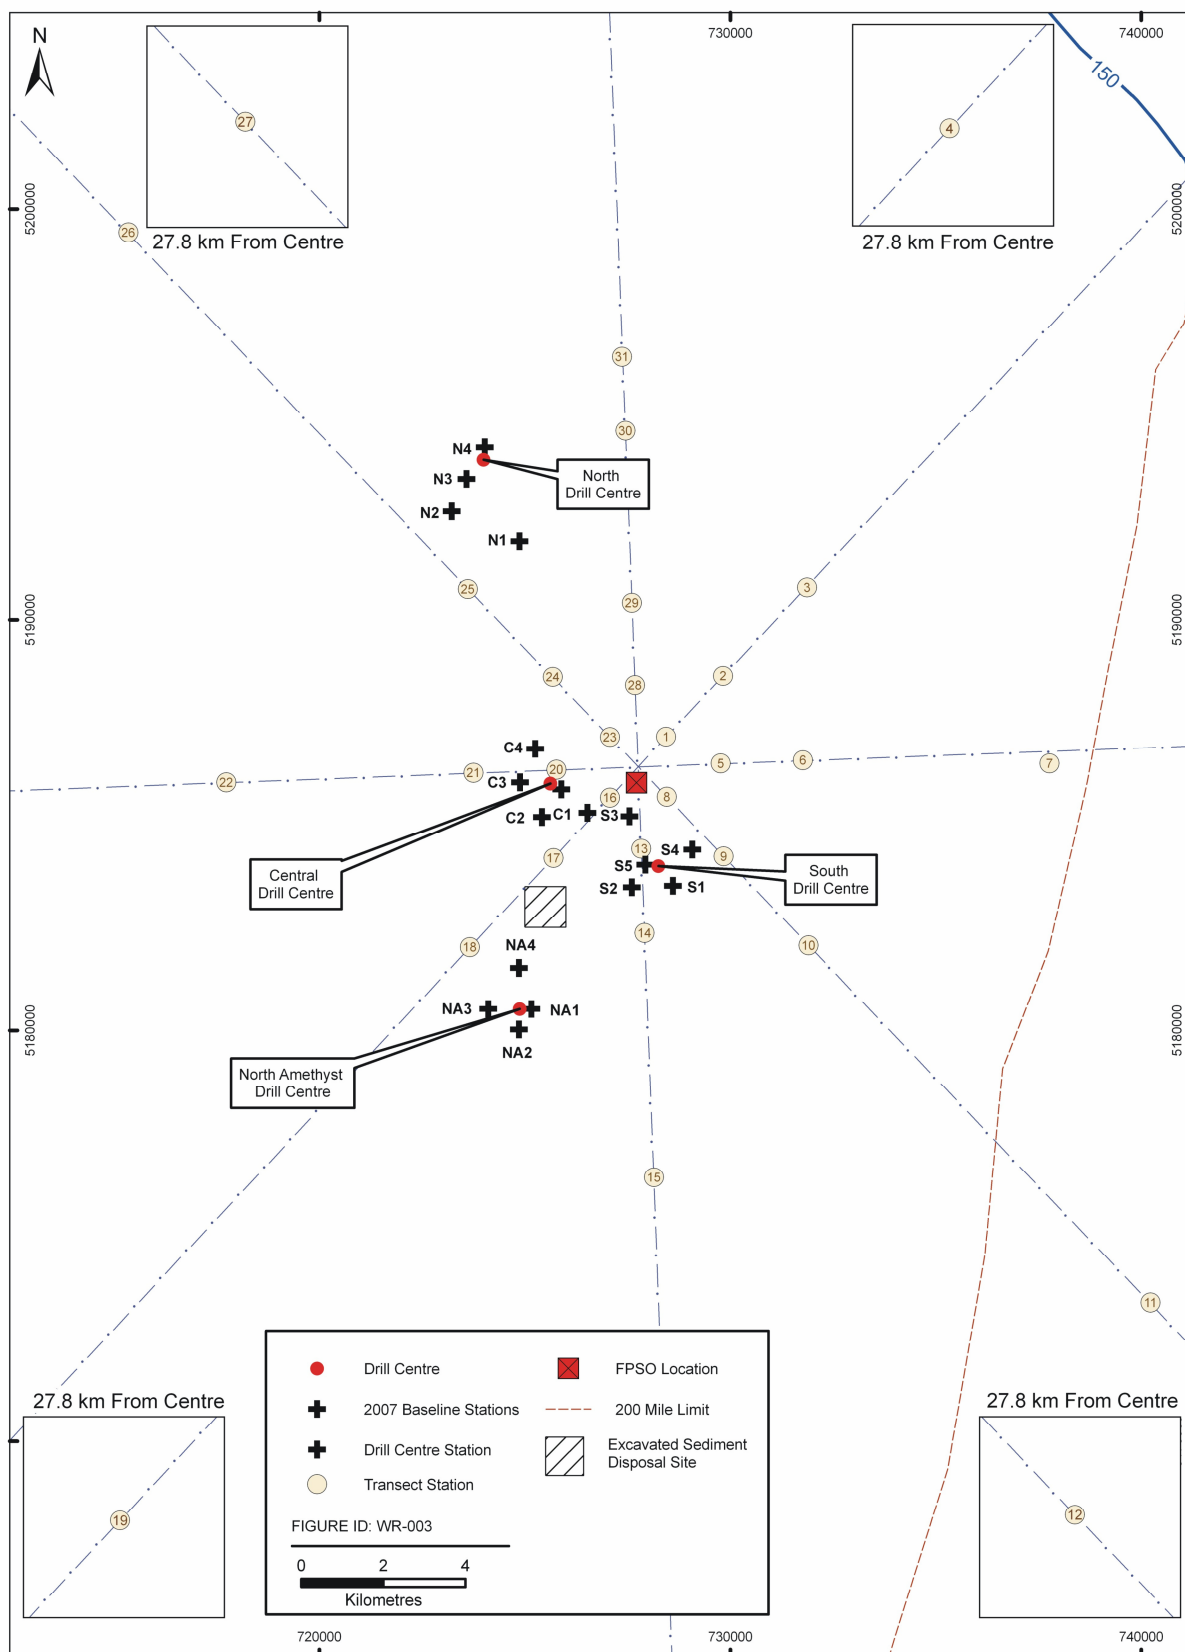 N
730000
740000
150
27
4
5200000
5200000
26
27.8 km From Centre
27.8 km From Centre
31
30
N4
N3
North
Drill Centre
N2
N1
25
29
3
5190000
5190000
24
28
2
23
1
C4
5
6
7
22
21
20
C3
16
8
C2
C1
S3
17
13
S4
9
S5
Central
Drill Centre
South
Drill Centre
S2
S1
14
18
NA4
10
NA3
NA1
5180000
5180000
NA2
North Amethyst
Drill Centre
15
11
Drill Centre
FPSO Location
2007 Baseline Stations
200 Mile Limit
Drill Centre Station
Excavated Sediment
Disposal Site
Transect Station
FIGURE ID: WR-003
0
2
4
Kilometres
27.8 km From Centre
27.8 km From Centre
19
12
720000
730000
740000